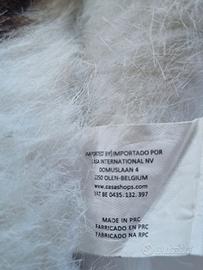 IMPORTED BY/IMPORTADO POR
CASA INTERNATIONAL NV
DOMUSLAAN 4
2250 OLEN-BELGIUM
www.casashops.com
VAT BE 0435.132.397
MADE IN PRC
FABRICADO EN PRC
FABRICADO NA RPC